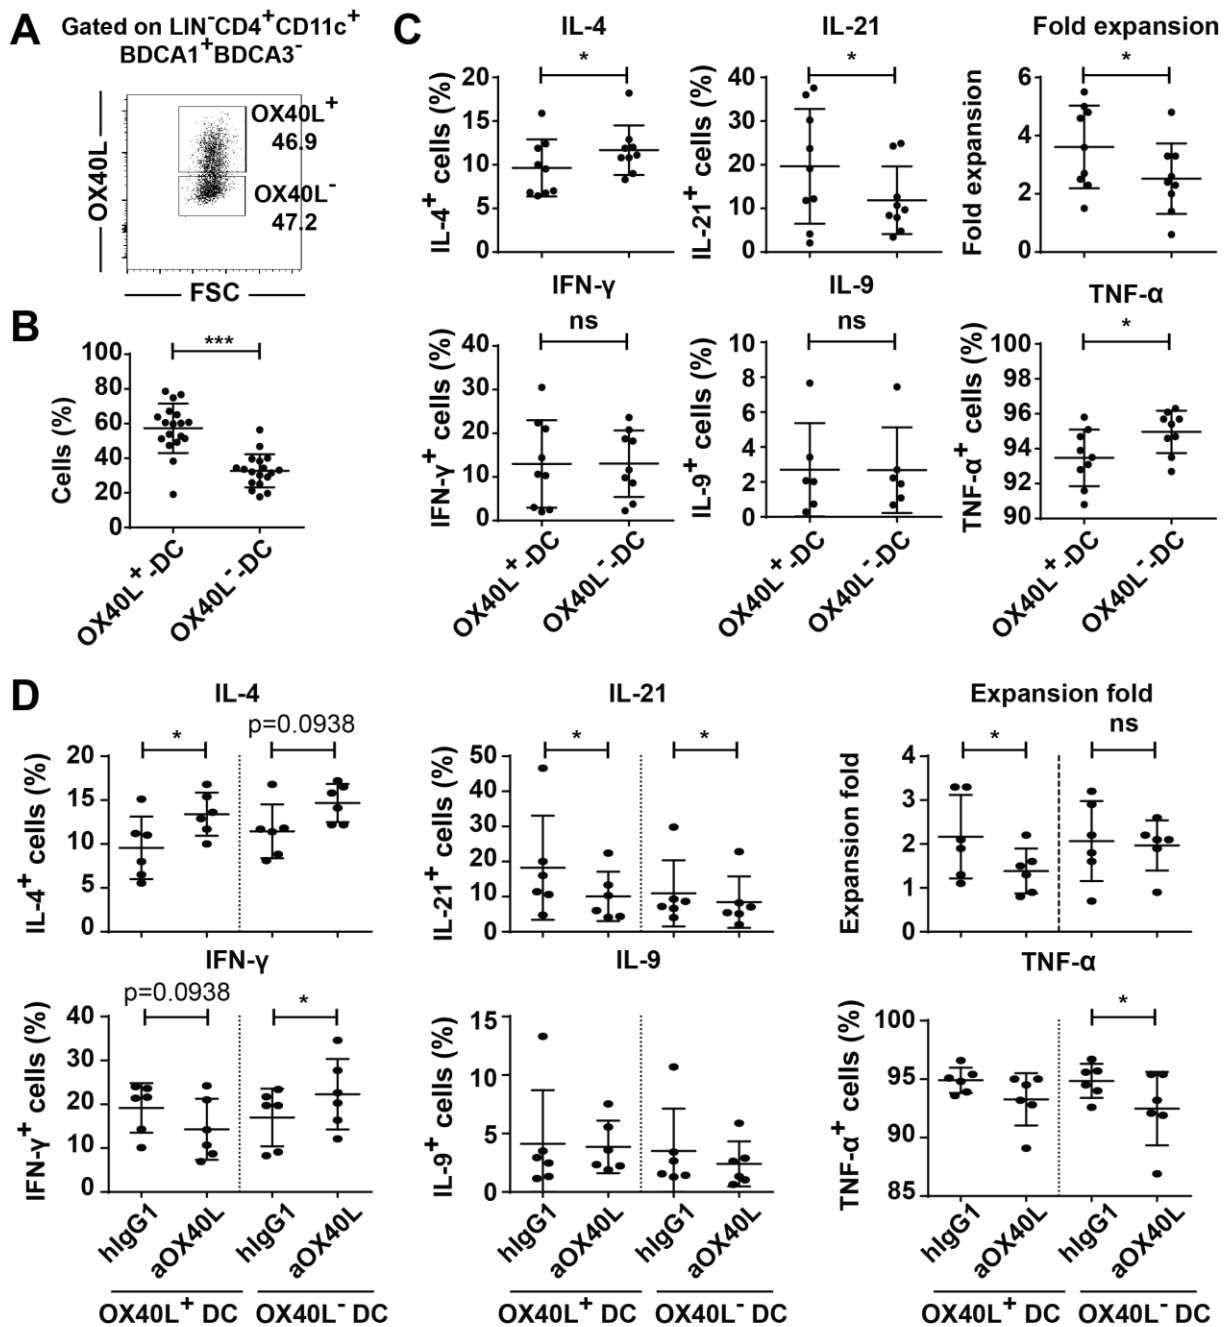 A
Gated on LIN⁻CD4⁺CD11c⁺
BDCA1⁺BDCA3⁻
OX40L
OX40L⁺
46.9
OX40L⁻
47.2
FSC
B
***
Cells (%)
100
80
60
40
20
0
OX40L⁺-DC
OX40L⁻-DC
C
IL-4
*
IL-4⁺ cells (%)
20
15
10
5
0
IL-21
*
IL-21⁺ cells (%)
40
30
20
10
0
Fold expansion
*
Fold expansion
6
4
2
0
IFN-γ
ns
IFN-γ⁺ cells (%)
40
30
20
10
0
OX40L⁺-DC
OX40L⁻-DC
IL-9
ns
IL-9⁺ cells (%)
10
8
6
4
2
0
OX40L⁺-DC
OX40L⁻-DC
TNF-α
*
TNF-α⁺ cells (%)
100
98
96
94
92
90
OX40L⁺-DC
OX40L⁻-DC
D
IL-4
*
p=0.0938
IL-4⁺ cells (%)
20
15
10
5
0
IL-21
*
*
IL-21⁺ cells (%)
50
40
30
20
10
0
Expansion fold
*
ns
Expansion fold
4
3
2
1
0
IFN-γ
p=0.0938
*
IFN-γ⁺ cells (%)
40
30
20
10
0
hIgG1
aOX40L
hIgG1
aOX40L
OX40L⁺ DC
OX40L⁻ DC
IL-9
IL-9⁺ cells (%)
15
10
5
0
hIgG1
aOX40L
hIgG1
aOX40L
OX40L⁺ DC
OX40L⁻ DC
TNF-α
*
TNF-α⁺ cells (%)
100
95
90
85
hIgG1
aOX40L
hIgG1
aOX40L
OX40L⁺ DC
OX40L⁻ DC